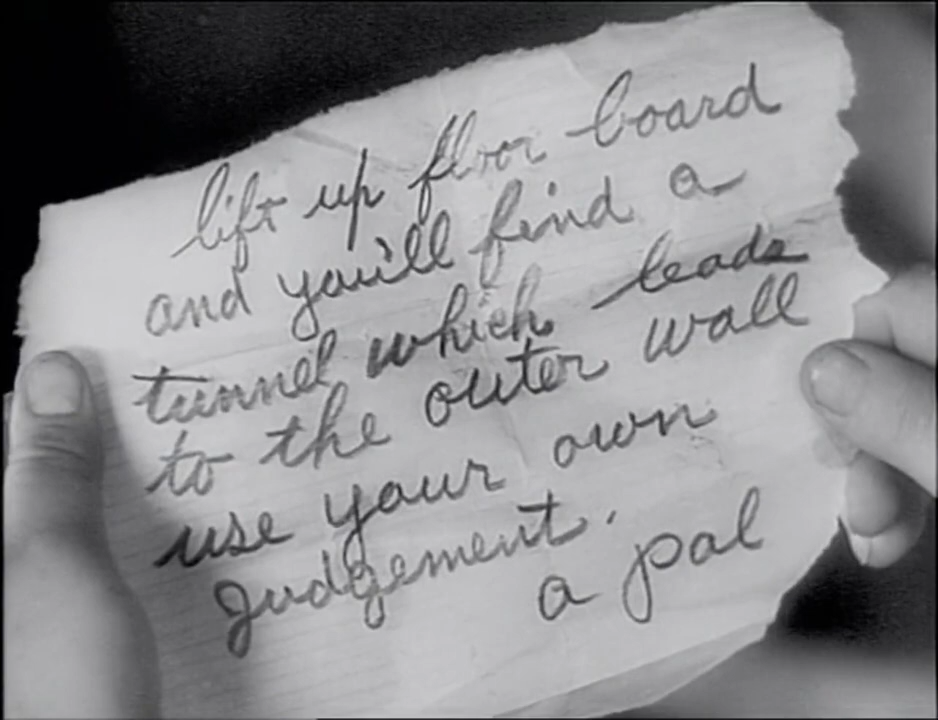 lift up floor board
and you'll find a
tunnel which leads
to the outer wall
use your own
judgement.
a pal